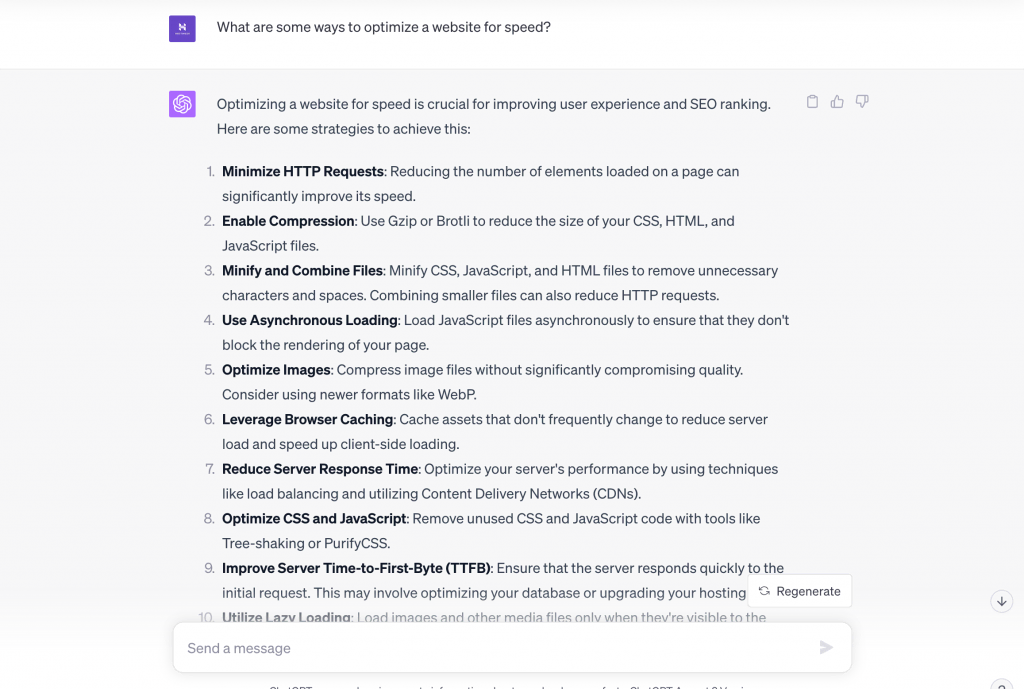 What are some ways to optimize a website for speed?
Optimizing a website for speed is crucial for improving user experience and SEO ranking.
Here are some strategies to achieve this:
1. Minimize HTTP Requests: Reducing the number of elements loaded on a page can
significantly improve its speed.
2. Enable Compression: Use Gzip or Brotli to reduce the size of your CSS, HTML, and
JavaScript files.
3. Minify and Combine Files: Minify CSS, JavaScript, and HTML files to remove unnecessary
characters and spaces. Combining smaller files can also reduce HTTP requests.
4. Use Asynchronous Loading: Load JavaScript files asynchronously to ensure that they don't
block the rendering of your page.
5. Optimize Images: Compress image files without significantly compromising quality.
Consider using newer formats like WebP.
6. Leverage Browser Caching: Cache assets that don't frequently change to reduce server
load and speed up client-side loading.
7. Reduce Server Response Time: Optimize your server's performance by using techniques
like load balancing and utilizing Content Delivery Networks (CDNs).
8. Optimize CSS and JavaScript: Remove unused CSS and JavaScript code with tools like
Tree-shaking or PurifyCSS.
9. Improve Server Time-to-First-Byte (TTFB): Ensure that the server responds quickly to the
initial request. This may involve optimizing your database or upgrading your hosting
Regenerate
10. Utilize Lazy Loading: Load images and other media files only when they're visible to the
Send a message